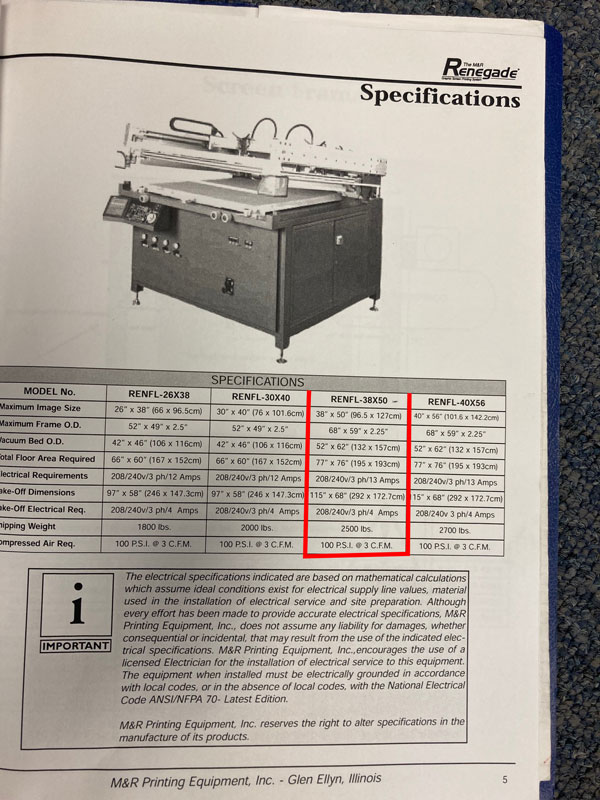 The M&R
Renegade
Specifications
SPECIFICATIONS
MODEL No. RENFL-26X38 RENFL-30X40 RENFL-38X50 – RENFL-40X56
Maximum Image Size 26" x 38" (66 x 96.5cm) 30" x 40" (76 x 101.6cm) 38" x 50" (96.5 x 127cm) 40" x 56" (101.6 x 142.2cm)
Maximum Frame O.D. 52" x 49" x 2.5" 52" x 49" x 2.5" 68" x 59" x 2.25" 68" x 59" x 2.25"
Vacuum Bed O.D. 42" x 46" (106 x 116cm) 42" x 46" (106 x 116cm) 52" x 62" (132 x 157cm) 52" x 62" (132 x 157cm)
Total Floor Area Required 66" x 60" (167 x 152cm) 66" x 60" (167 x 152cm) 77" x 76" (195 x 193cm) 77" x 76" (195 x 193cm)
Electrical Requirements 208/240v/3 ph/12 Amps 208/240v/3 ph/12 Amps 208/240v/3 ph/13 Amps 208/240v/3 ph/13 Amps
ake-Off Dimensions 97" x 58" (246 x 147.3cm) 97" x 58" (246 x 147.3cm) 115" x 68" (292 x 172.7cm) 115" x 68" (292 x 172.7cm)
ake-Off Electrical Req. 208/240v/3 ph/4 Amps 208/240v/3 ph/4 Amps 208/240v/3 ph/4 Amps 208/240v 3 ph/4 Amps
hipping Weight 1800 lbs. 2000 lbs. 2500 lbs. 2700 lbs.
ompressed Air Req. 100 P.S.I. @ 3 C.F.M. 100 P.S.I. @ 3 C.F.M. 100 P.S.I. @ 3 C.F.M. 100 P.S.I. @ 3 C.F.M.
i
IMPORTANT
The electrical specifications indicated are based on mathematical calculations
which assume ideal conditions exist for electrical supply line values, material
used in the installation of electrical service and site preparation. Although
every effort has been made to provide accurate electrical specifications, M&R
Printing Equipment, Inc., does not assume any liability for damages, whether
consequential or incidental, that may result from the use of the indicated elec-
trical specifications. M&R Printing Equipment, Inc.,encourages the use of a
licensed Electrician for the installation of electrical service to this equipment.
The equipment when installed must be electrically grounded in accordance
with local codes, or in the absence of local codes, with the National Electrical
Code ANSI/NFPA 70- Latest Edition.
M&R Printing Equipment, Inc. reserves the right to alter specifications in the
manufacture of its products.
M&R Printing Equipment, Inc. - Glen Ellyn, Illinois
5